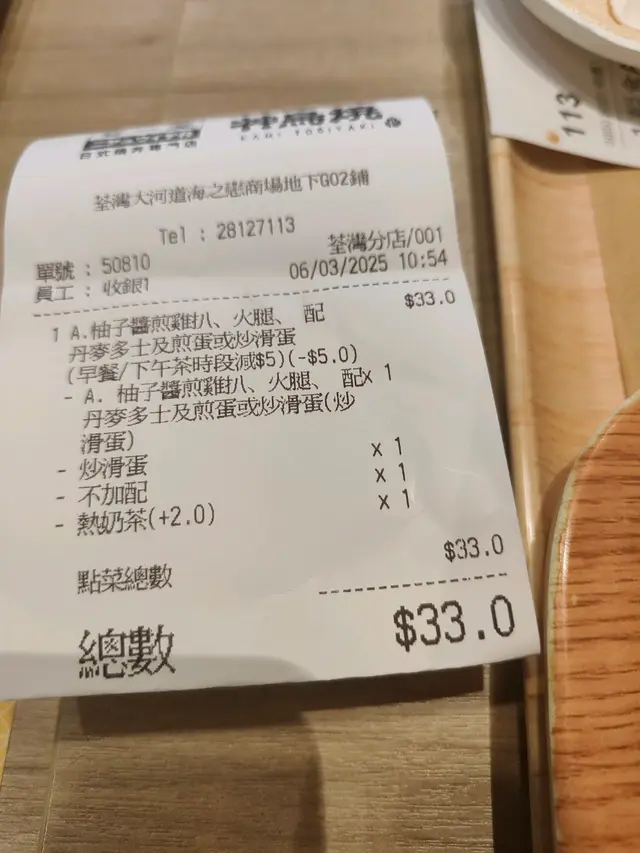 KAMI TOBIYAKI
荃灣大河道海之戀商場地下G02鋪
Tel : 28127113
單號 : 50810
荃灣分店/001
員工 : 收銀1
06/03/2025 10:54
1 A.柚子醬煎雞扒、火腿、 配 $33.0
丹麥多士及煎蛋或炒滑蛋
(早餐/下午茶時段減$5)(-$5.0)
- A. 柚子醬煎雞扒、火腿、 配x 1
丹麥多士及煎蛋或炒滑蛋(炒
滑蛋)
- 炒滑蛋 x 1
- 不加配 x 1
- 熱奶茶(+2.0) x 1
點菜總數 $33.0
總數 $33.0
113